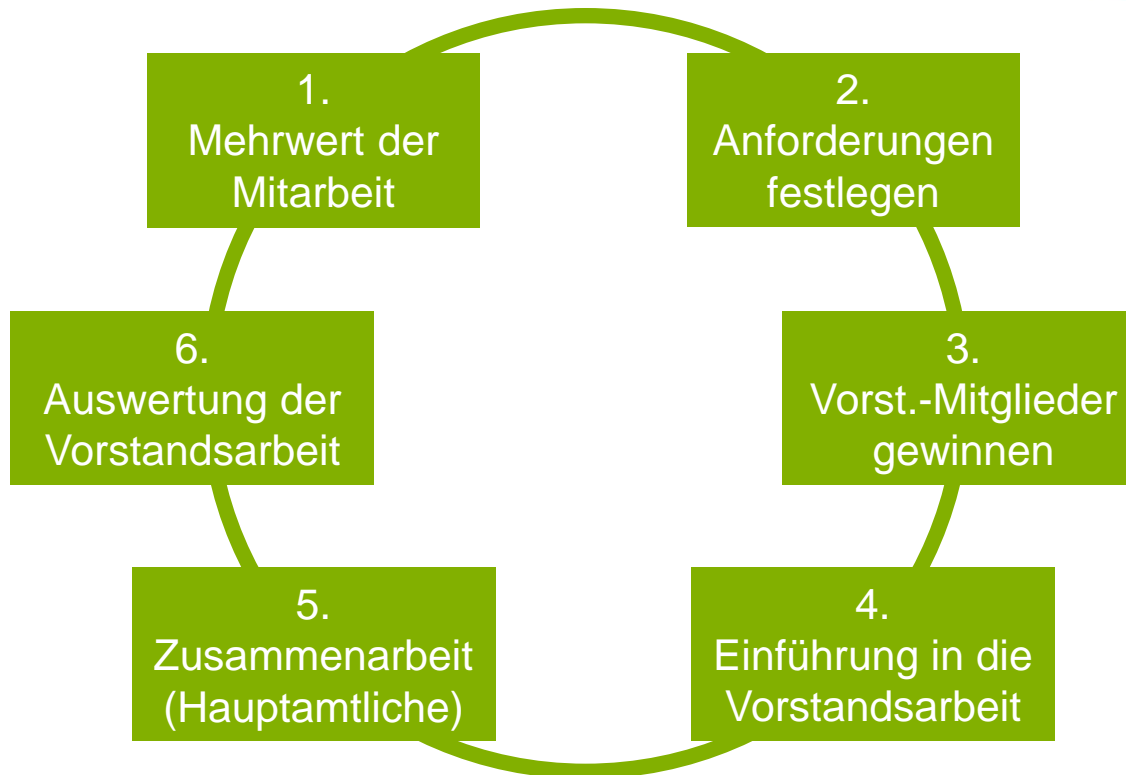 1.
Mehrwert der
Mitarbeit
2.
Anforderungen
festlegen
3.
Vorst.-Mitglieder
gewinnen
4.
Einführung in die
Vorstandsarbeit
5.
Zusammenarbeit
(Hauptamtliche)
6.
Auswertung der
Vorstandsarbeit